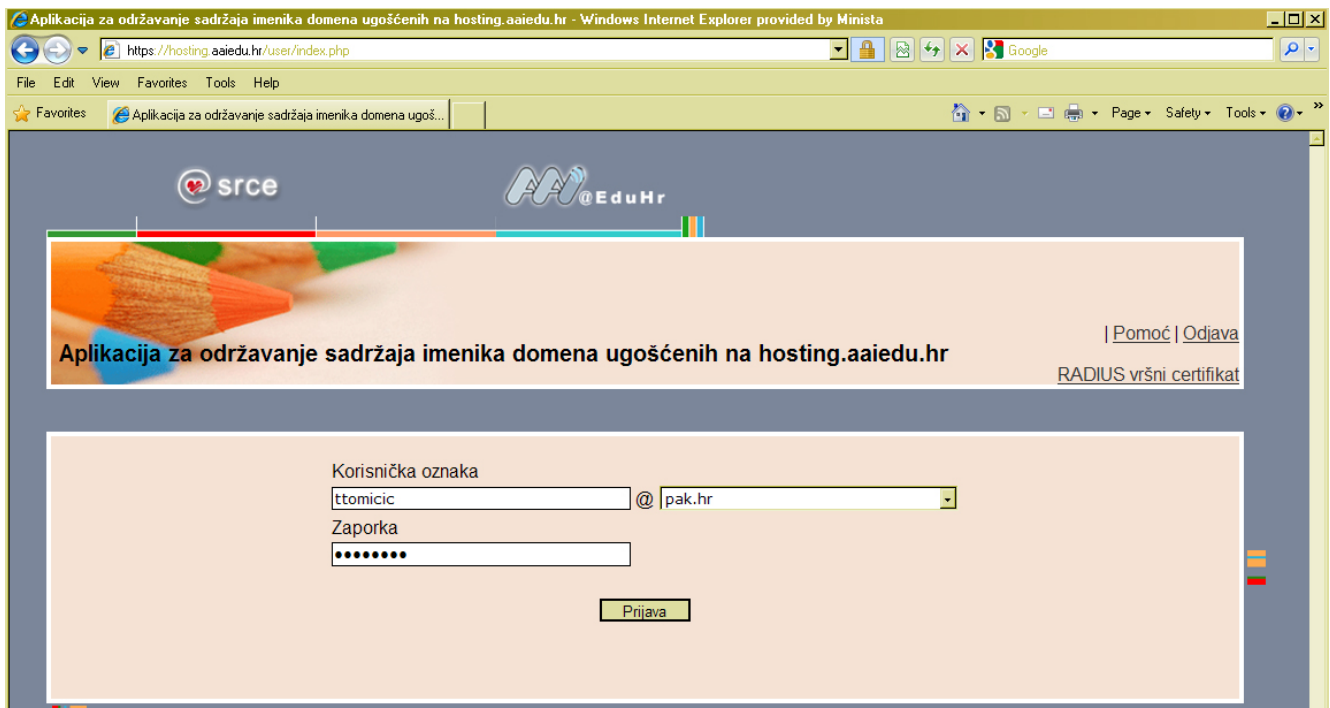 Aplikacija za održavanje sadržaja imenika domena ugošćenih na hosting.aaiedu.hr - Windows Internet Explorer provided by Minista
https://hosting.aaiedu.hr/user/index.php
Google
File Edit View Favorites Tools Help
Favorites Aplikacija za održavanje sadržaja imenika domena ugoš... Page Safety Tools »
srce
AAI@EduHr
| Pomoć | Odjava
Aplikacija za održavanje sadržaja imenika domena ugošćenih na hosting.aaiedu.hr
RADIUS vršni certifikat
Korisnička oznaka
ttomicic @ pak.hr
Zaporka
••••••••
Prijava